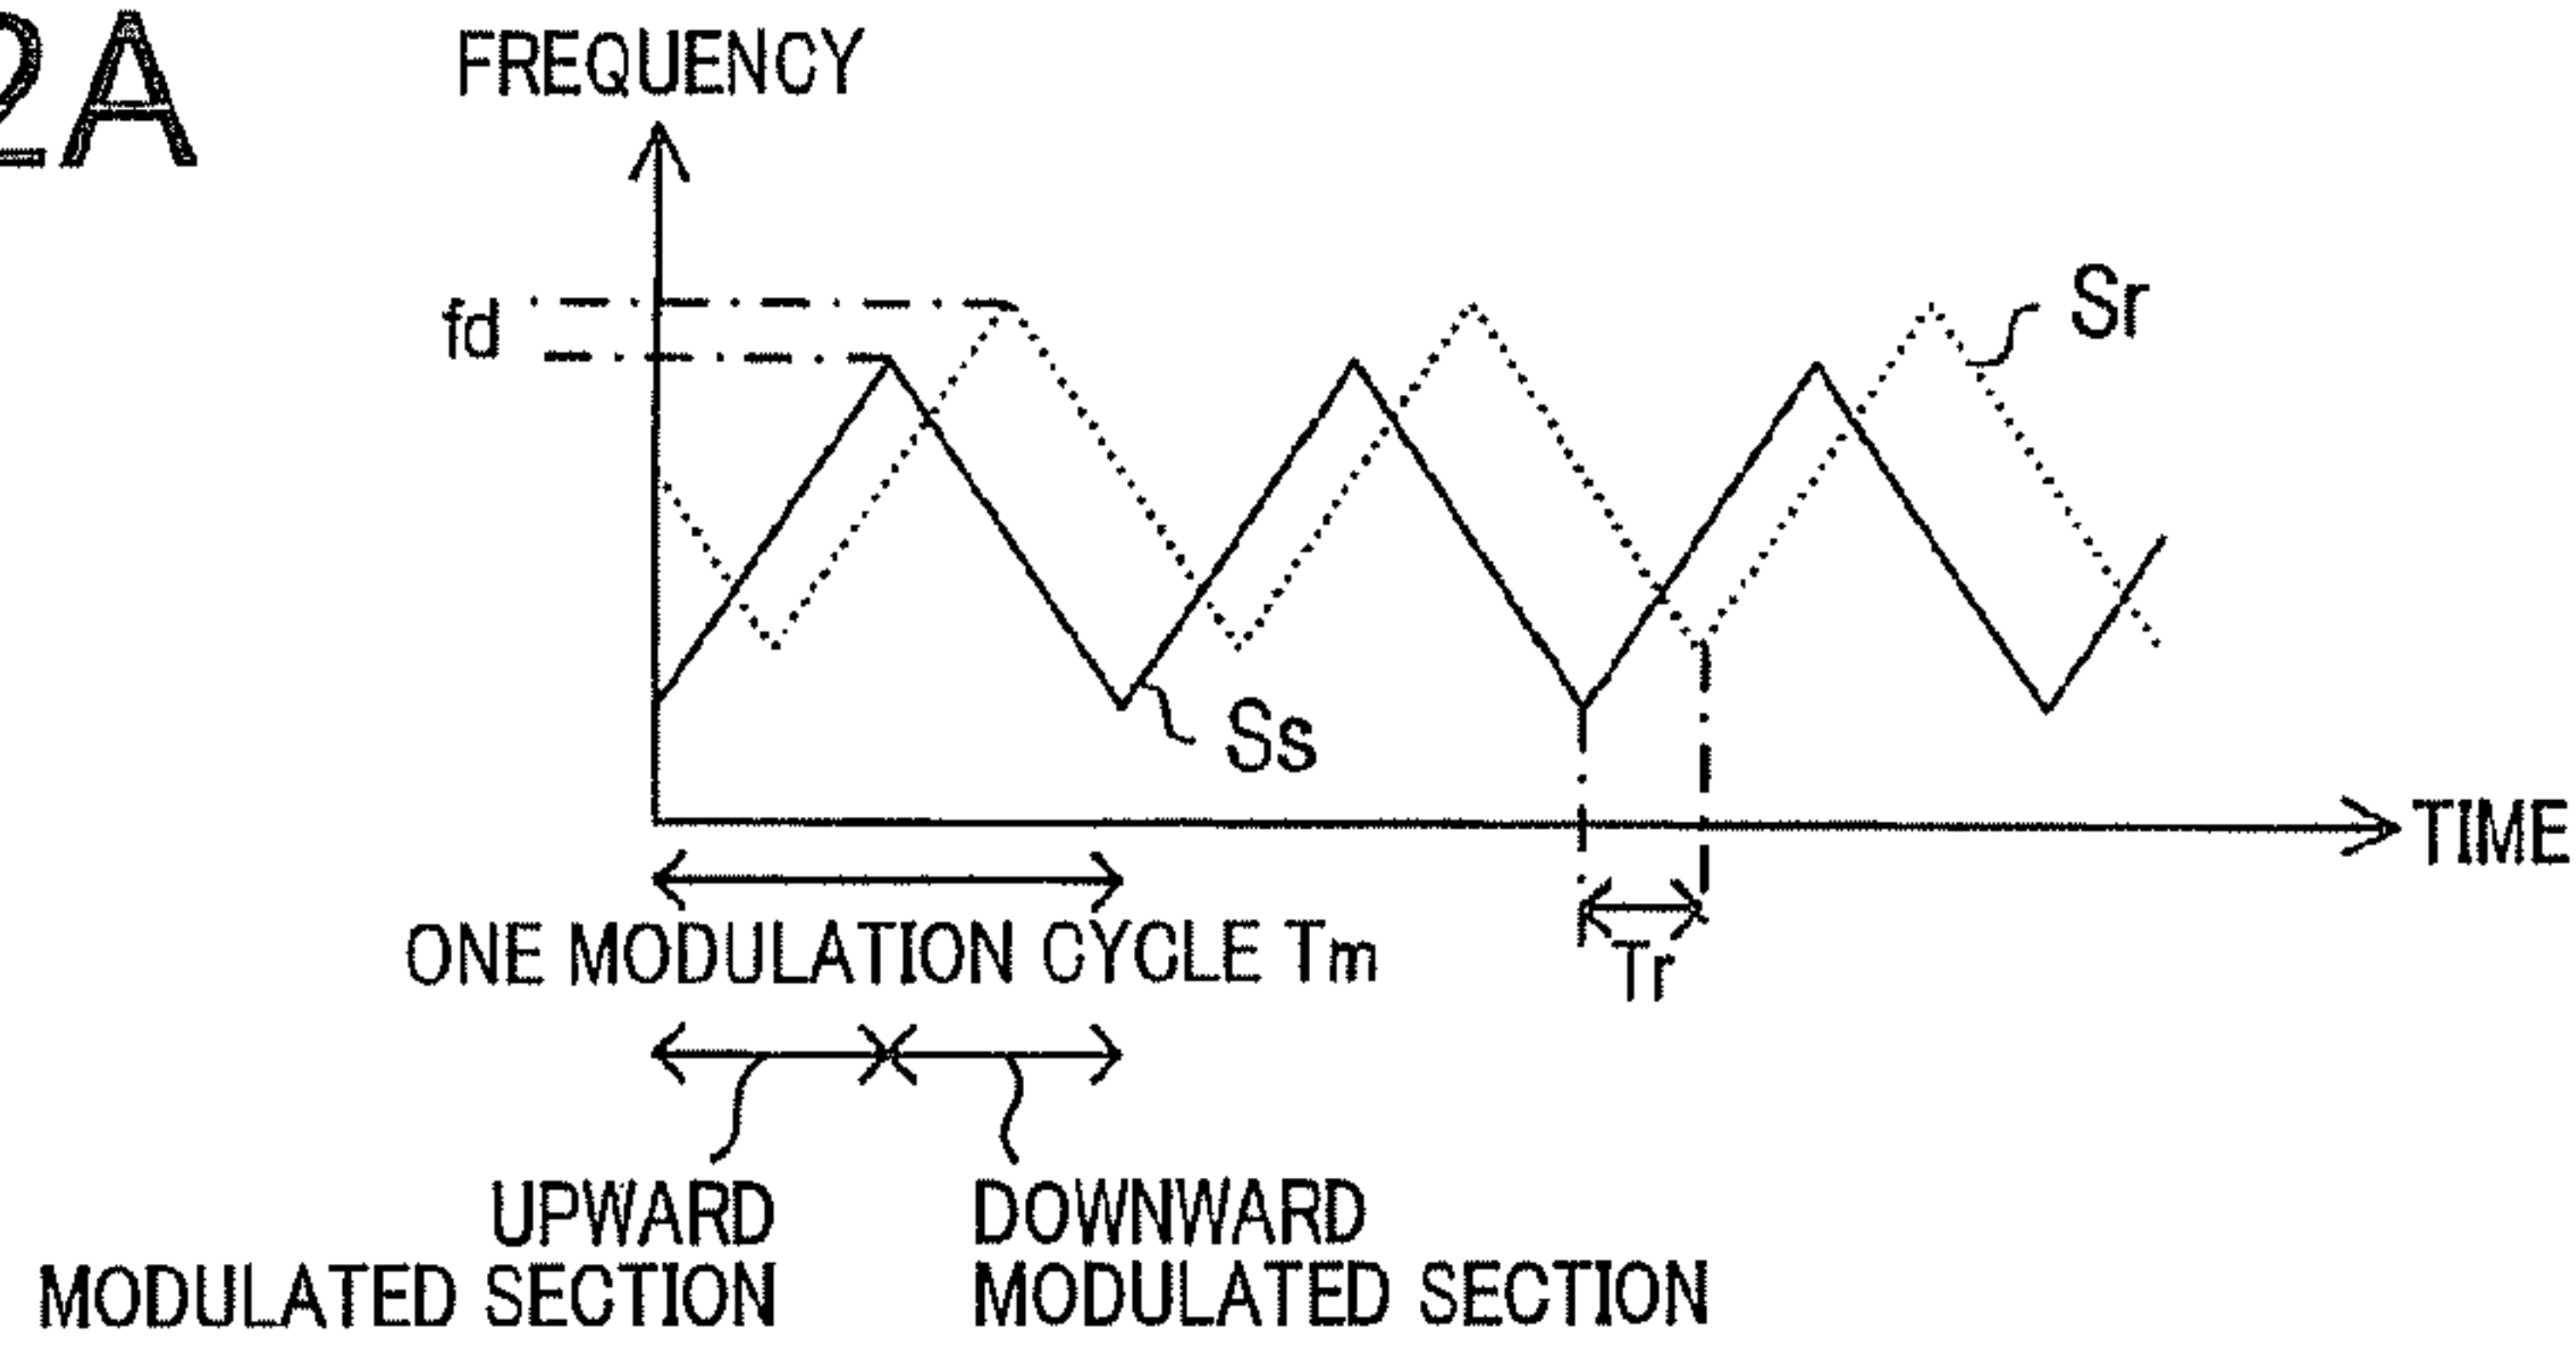 2A
FREQUENCY
fd
Sr
Ss
TIME
ONE MODULATION CYCLE Tm
Tr
UPWARD
MODULATED SECTION
DOWNWARD
MODULATED SECTION